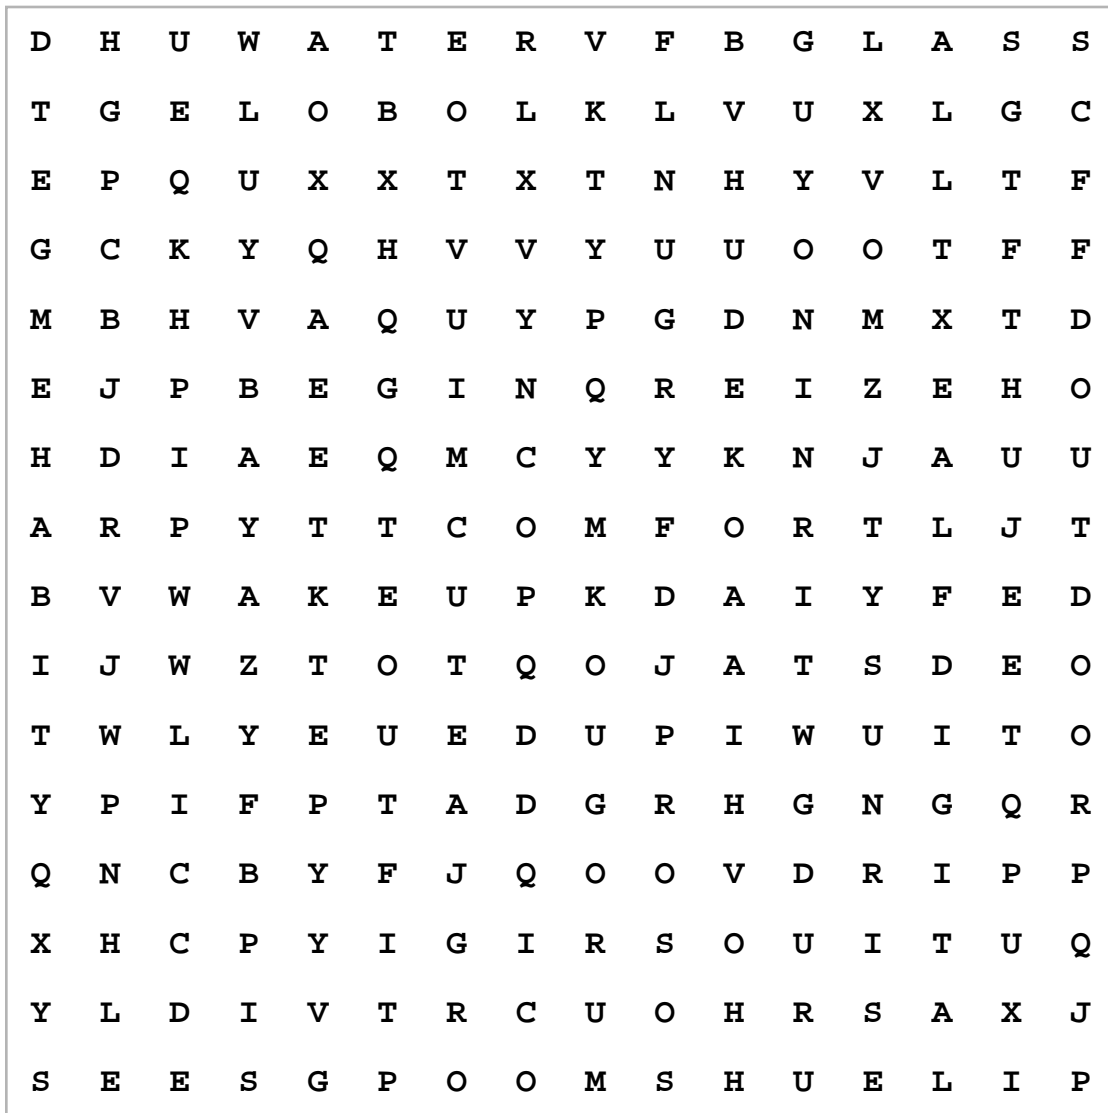 D H U W A T E R V F B G L A S S
T G E L O B O L K L V U X L G C
E P Q U X X T X T N H Y V L T F
G C K Y Q H V V Y U U O O T F F
M B H V A Q U Y P G D N M X T D
E J P B E G I N Q R E I Z E H O
H D I A E Q M C Y Y K N J A U U
A R P Y T T C O M F O R T L J T
B V W A K E U P K D A I Y F E D
I J W Z T O T Q O J A T S D E O
T W L Y E U E D U P I W U I T O
Y P I F P T A D G R H G N G Q R
Q N C B Y F J Q O O V D R I P P
X H C P Y I G I R S O U I T U Q
Y L D I V T R C U O H R S A X J
S E E S G P O O M S H U E L I P